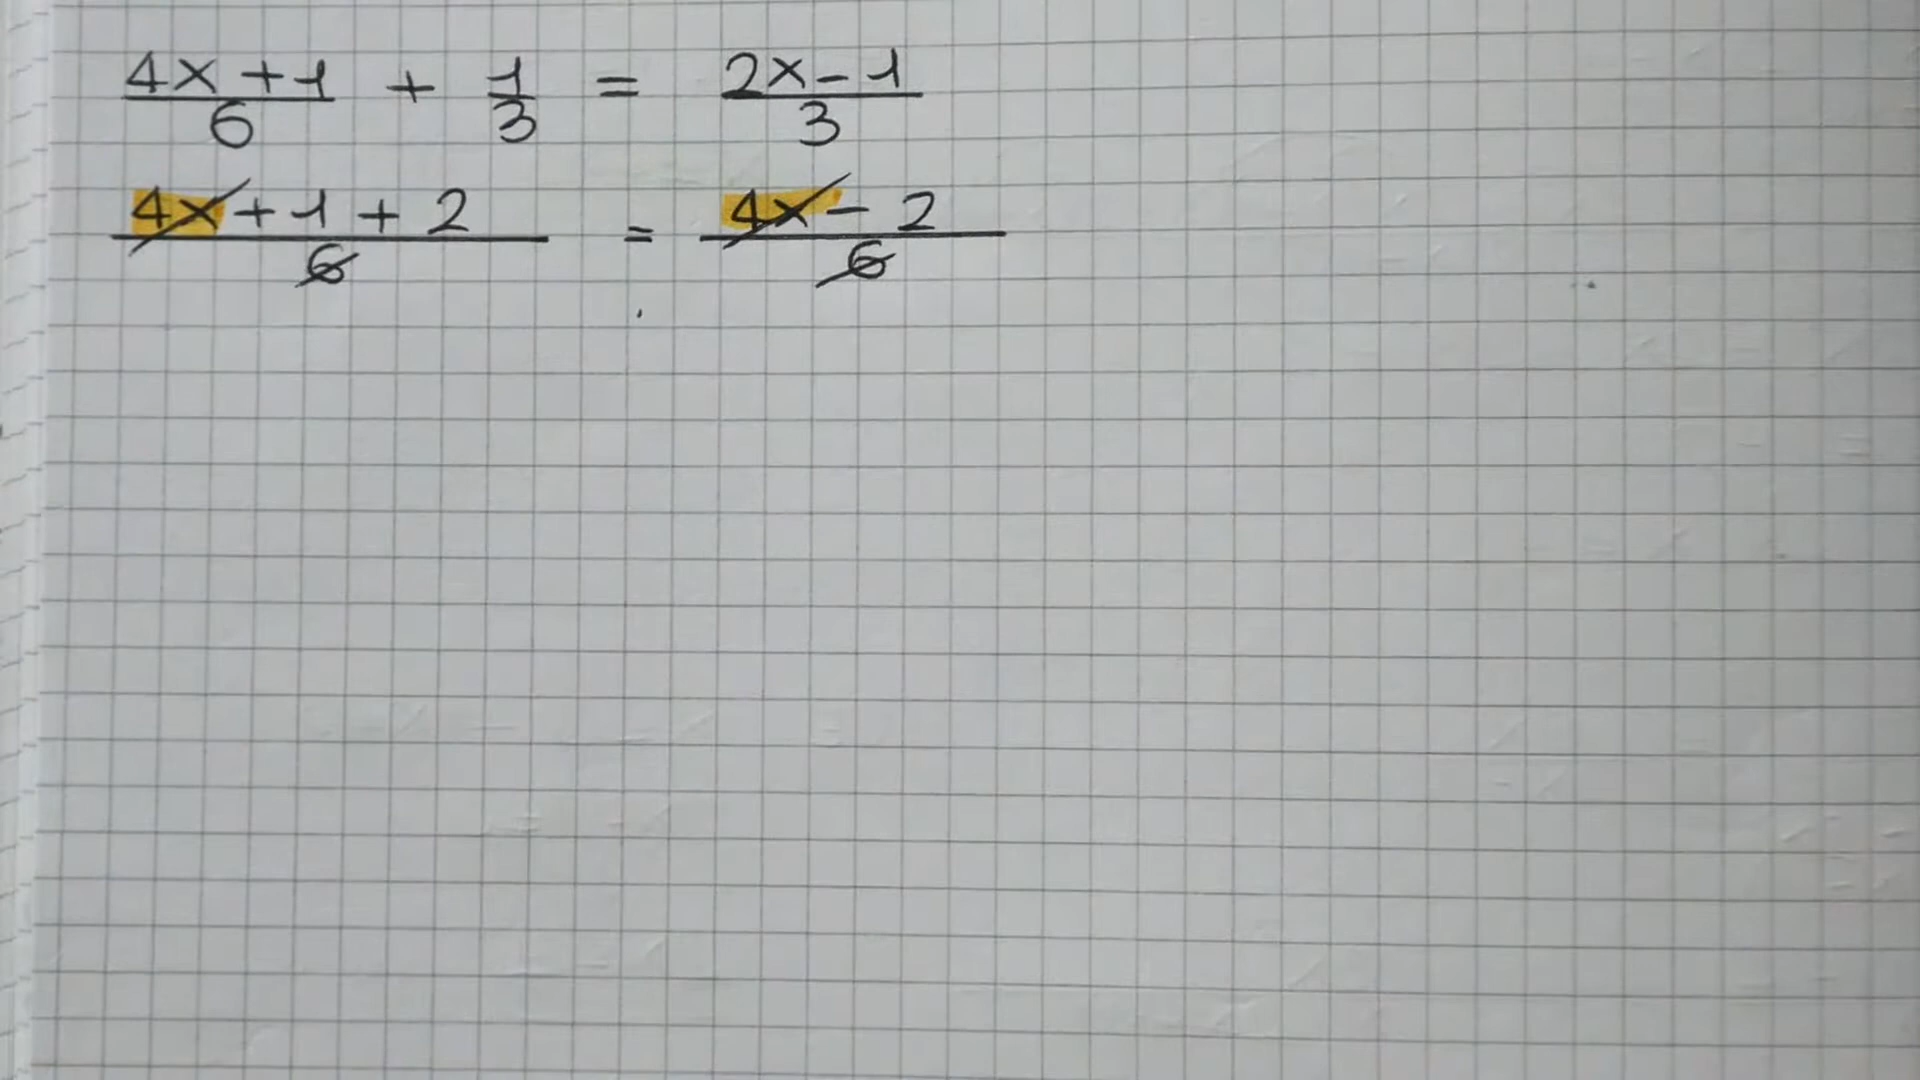 (4x + 1)/6 + 1/3 = (2x - 1)/3
(4x + 1 + 2)/6 = (4x - 2)/6